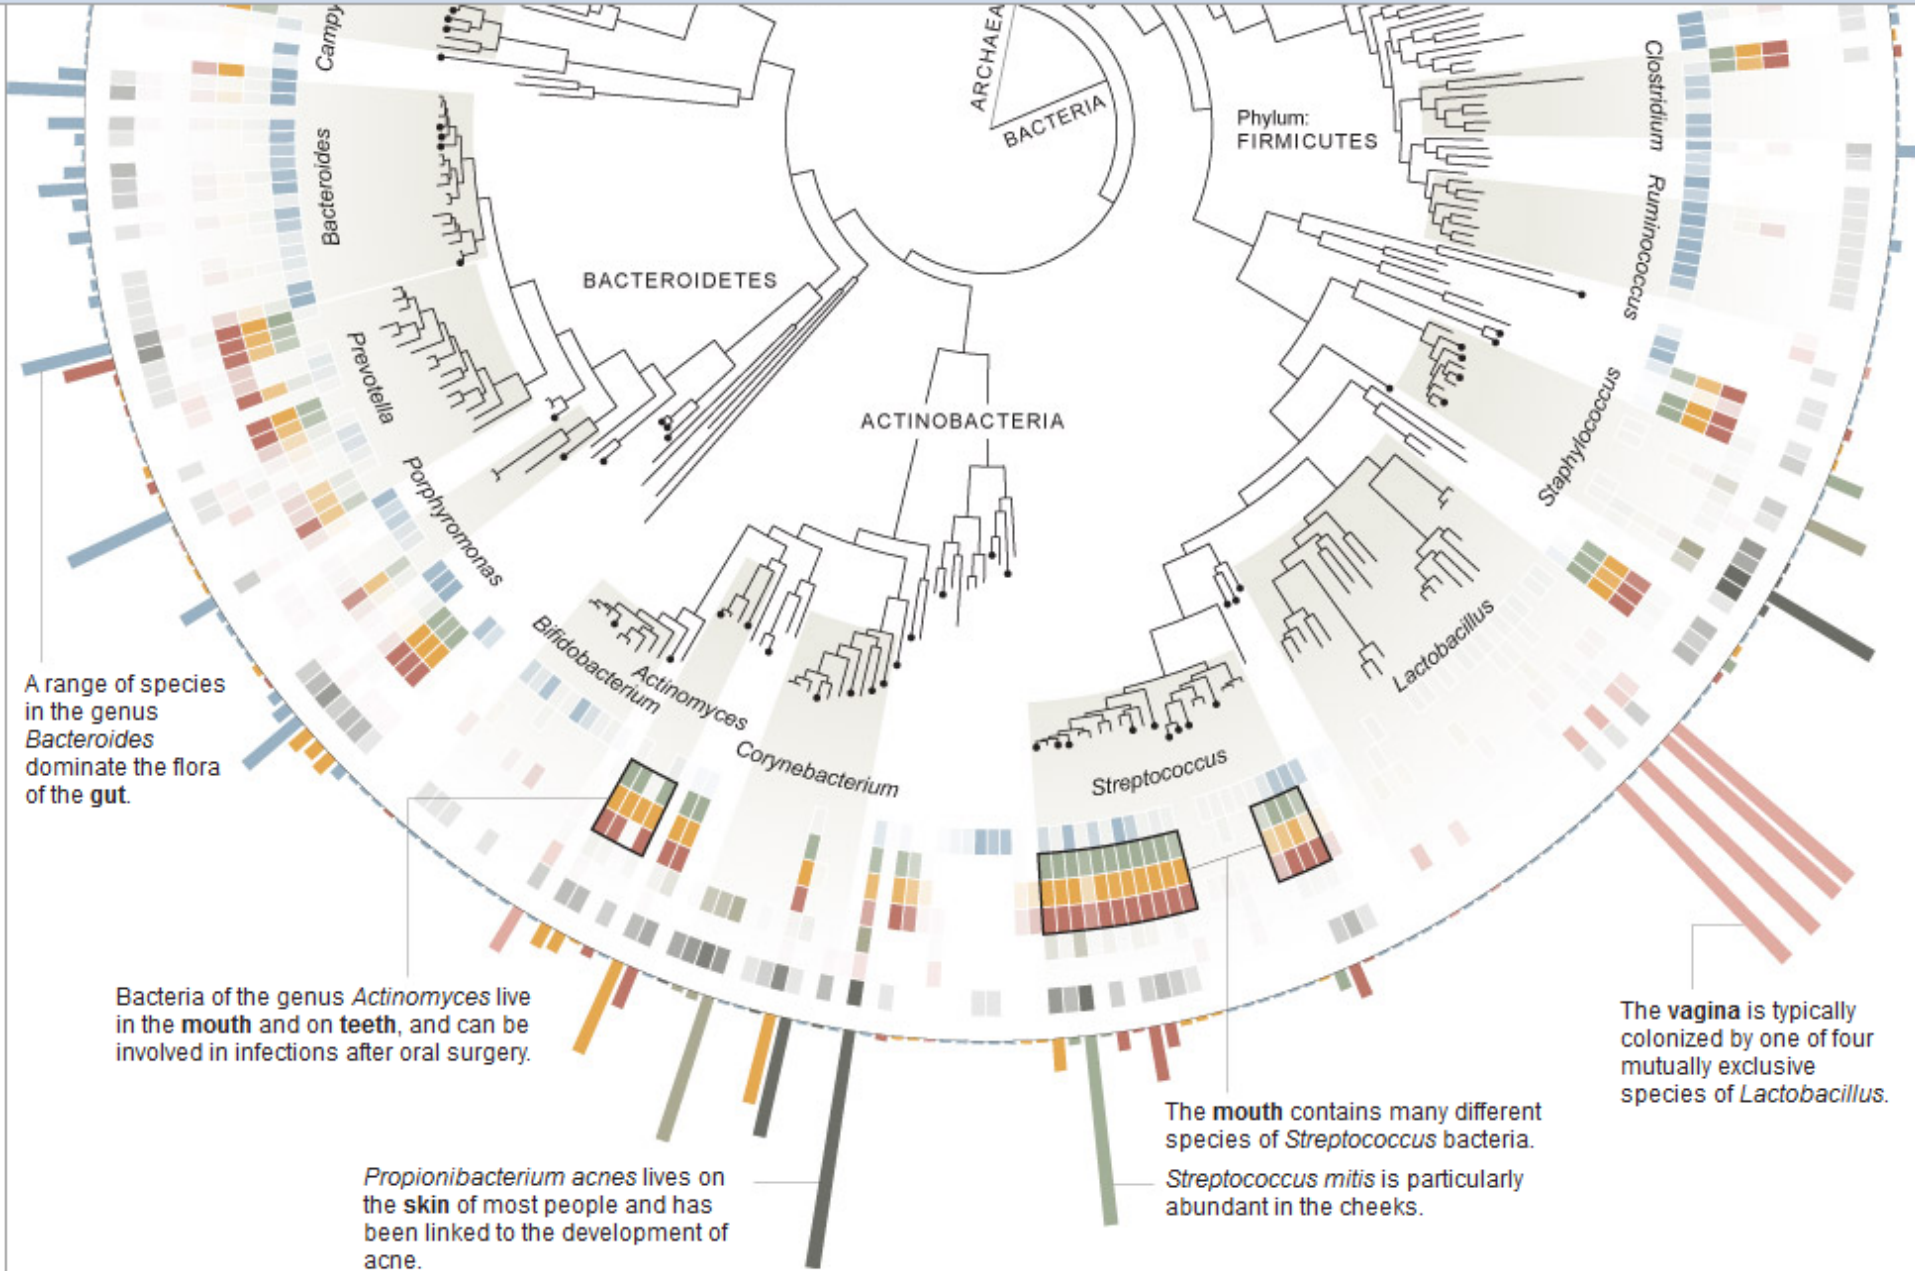 Campy
ARCHAEA
BACTERIA
Phylum:
FIRMICUTES
Clostridium
Ruminococcus
Bacteroides
BACTEROIDETES
Prevotella
Porphyromonas
ACTINOBACTERIA
Staphylococcus
Lactobacillus
Bifidobacterium
Actinomyces
Corynebacterium
Streptococcus
A range of species
in the genus
Bacteroides
dominate the flora
of the gut.
Bacteria of the genus Actinomyces live
in the mouth and on teeth, and can be
involved in infections after oral surgery.
Propionibacterium acnes lives on
the skin of most people and has
been linked to the development of
acne.
The mouth contains many different
species of Streptococcus bacteria.
Streptococcus mitis is particularly
abundant in the cheeks.
The vagina is typically
colonized by one of four
mutually exclusive
species of Lactobacillus.